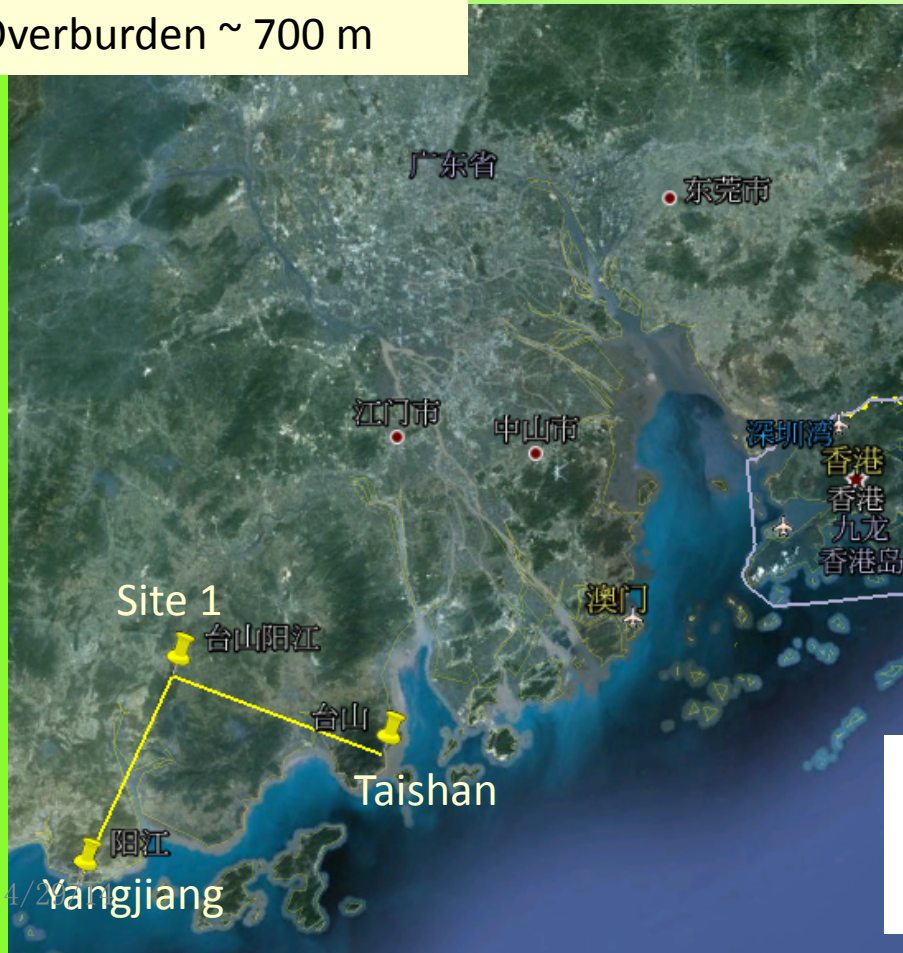 Overburden ~ 700 m
广东省
东莞市
江门市
中山市
深圳湾
香港
香港
九龙
香港岛
澳门
Site 1
台山阳江
台山
Taishan
阳江
Yangjiang